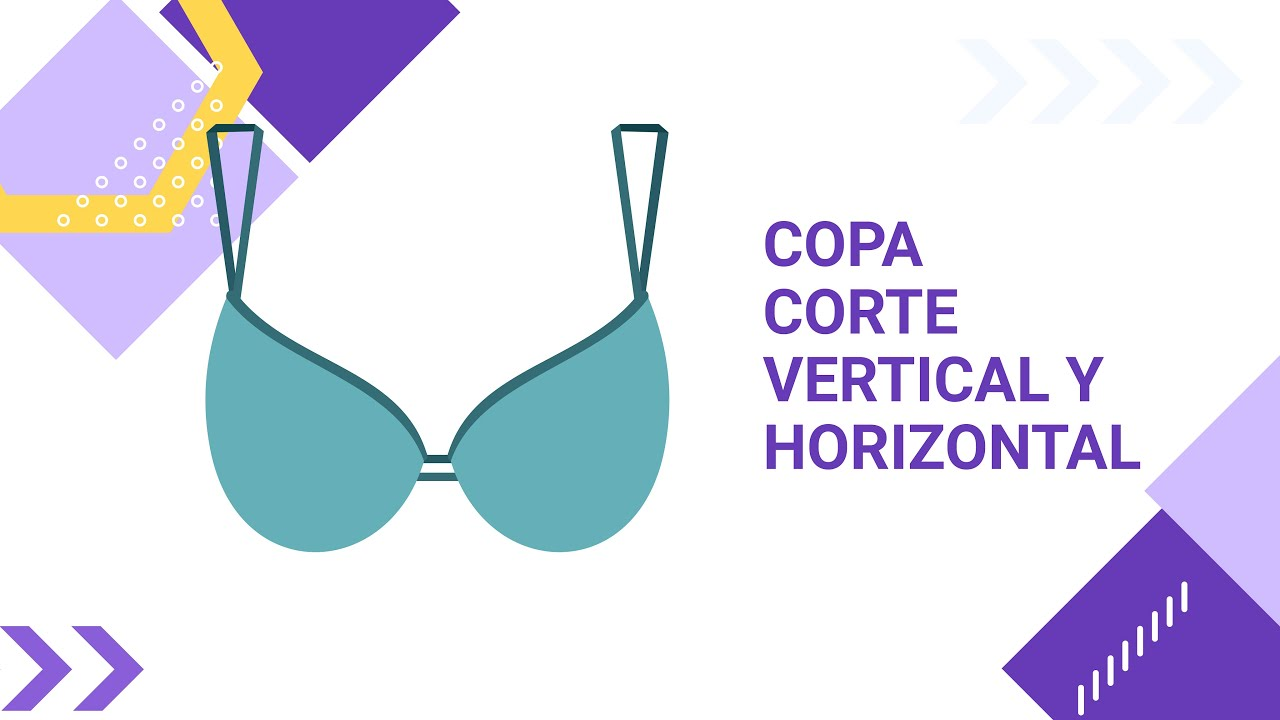 COPA
CORTE
VERTICAL Y
HORIZONTAL